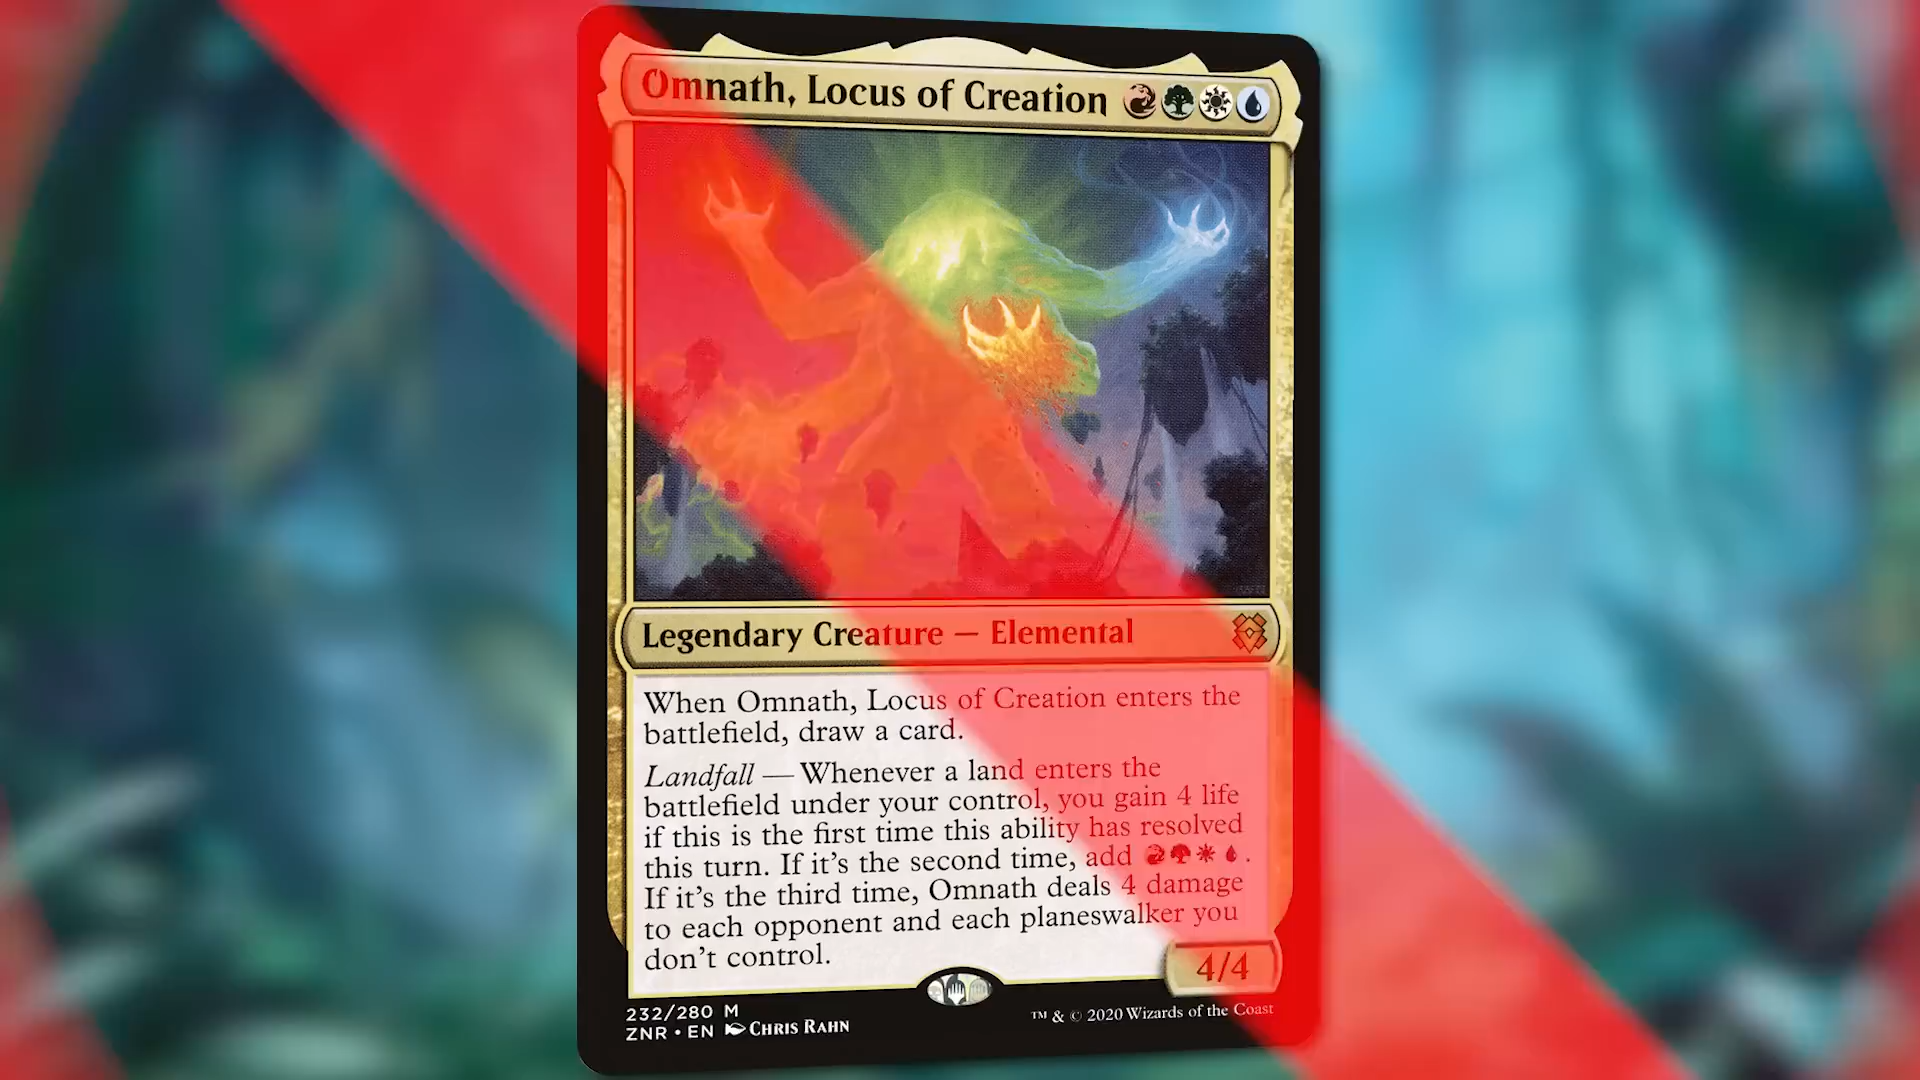 Omnath, Locus of Creation
Legendary Creature — Elemental
When Omnath, Locus of Creation enters the
battlefield, draw a card.
Landfall — Whenever a land enters the
battlefield under your control, you gain 4 life
if this is the first time this ability has resolved
this turn. If it's the second time, add .
If it's the third time, Omnath deals 4 damage
to each opponent and each planeswalker you
don't control.
4/4
232/280 M
ZNR • EN Chris Rahn
™ & © 2020 Wizards of the Coast